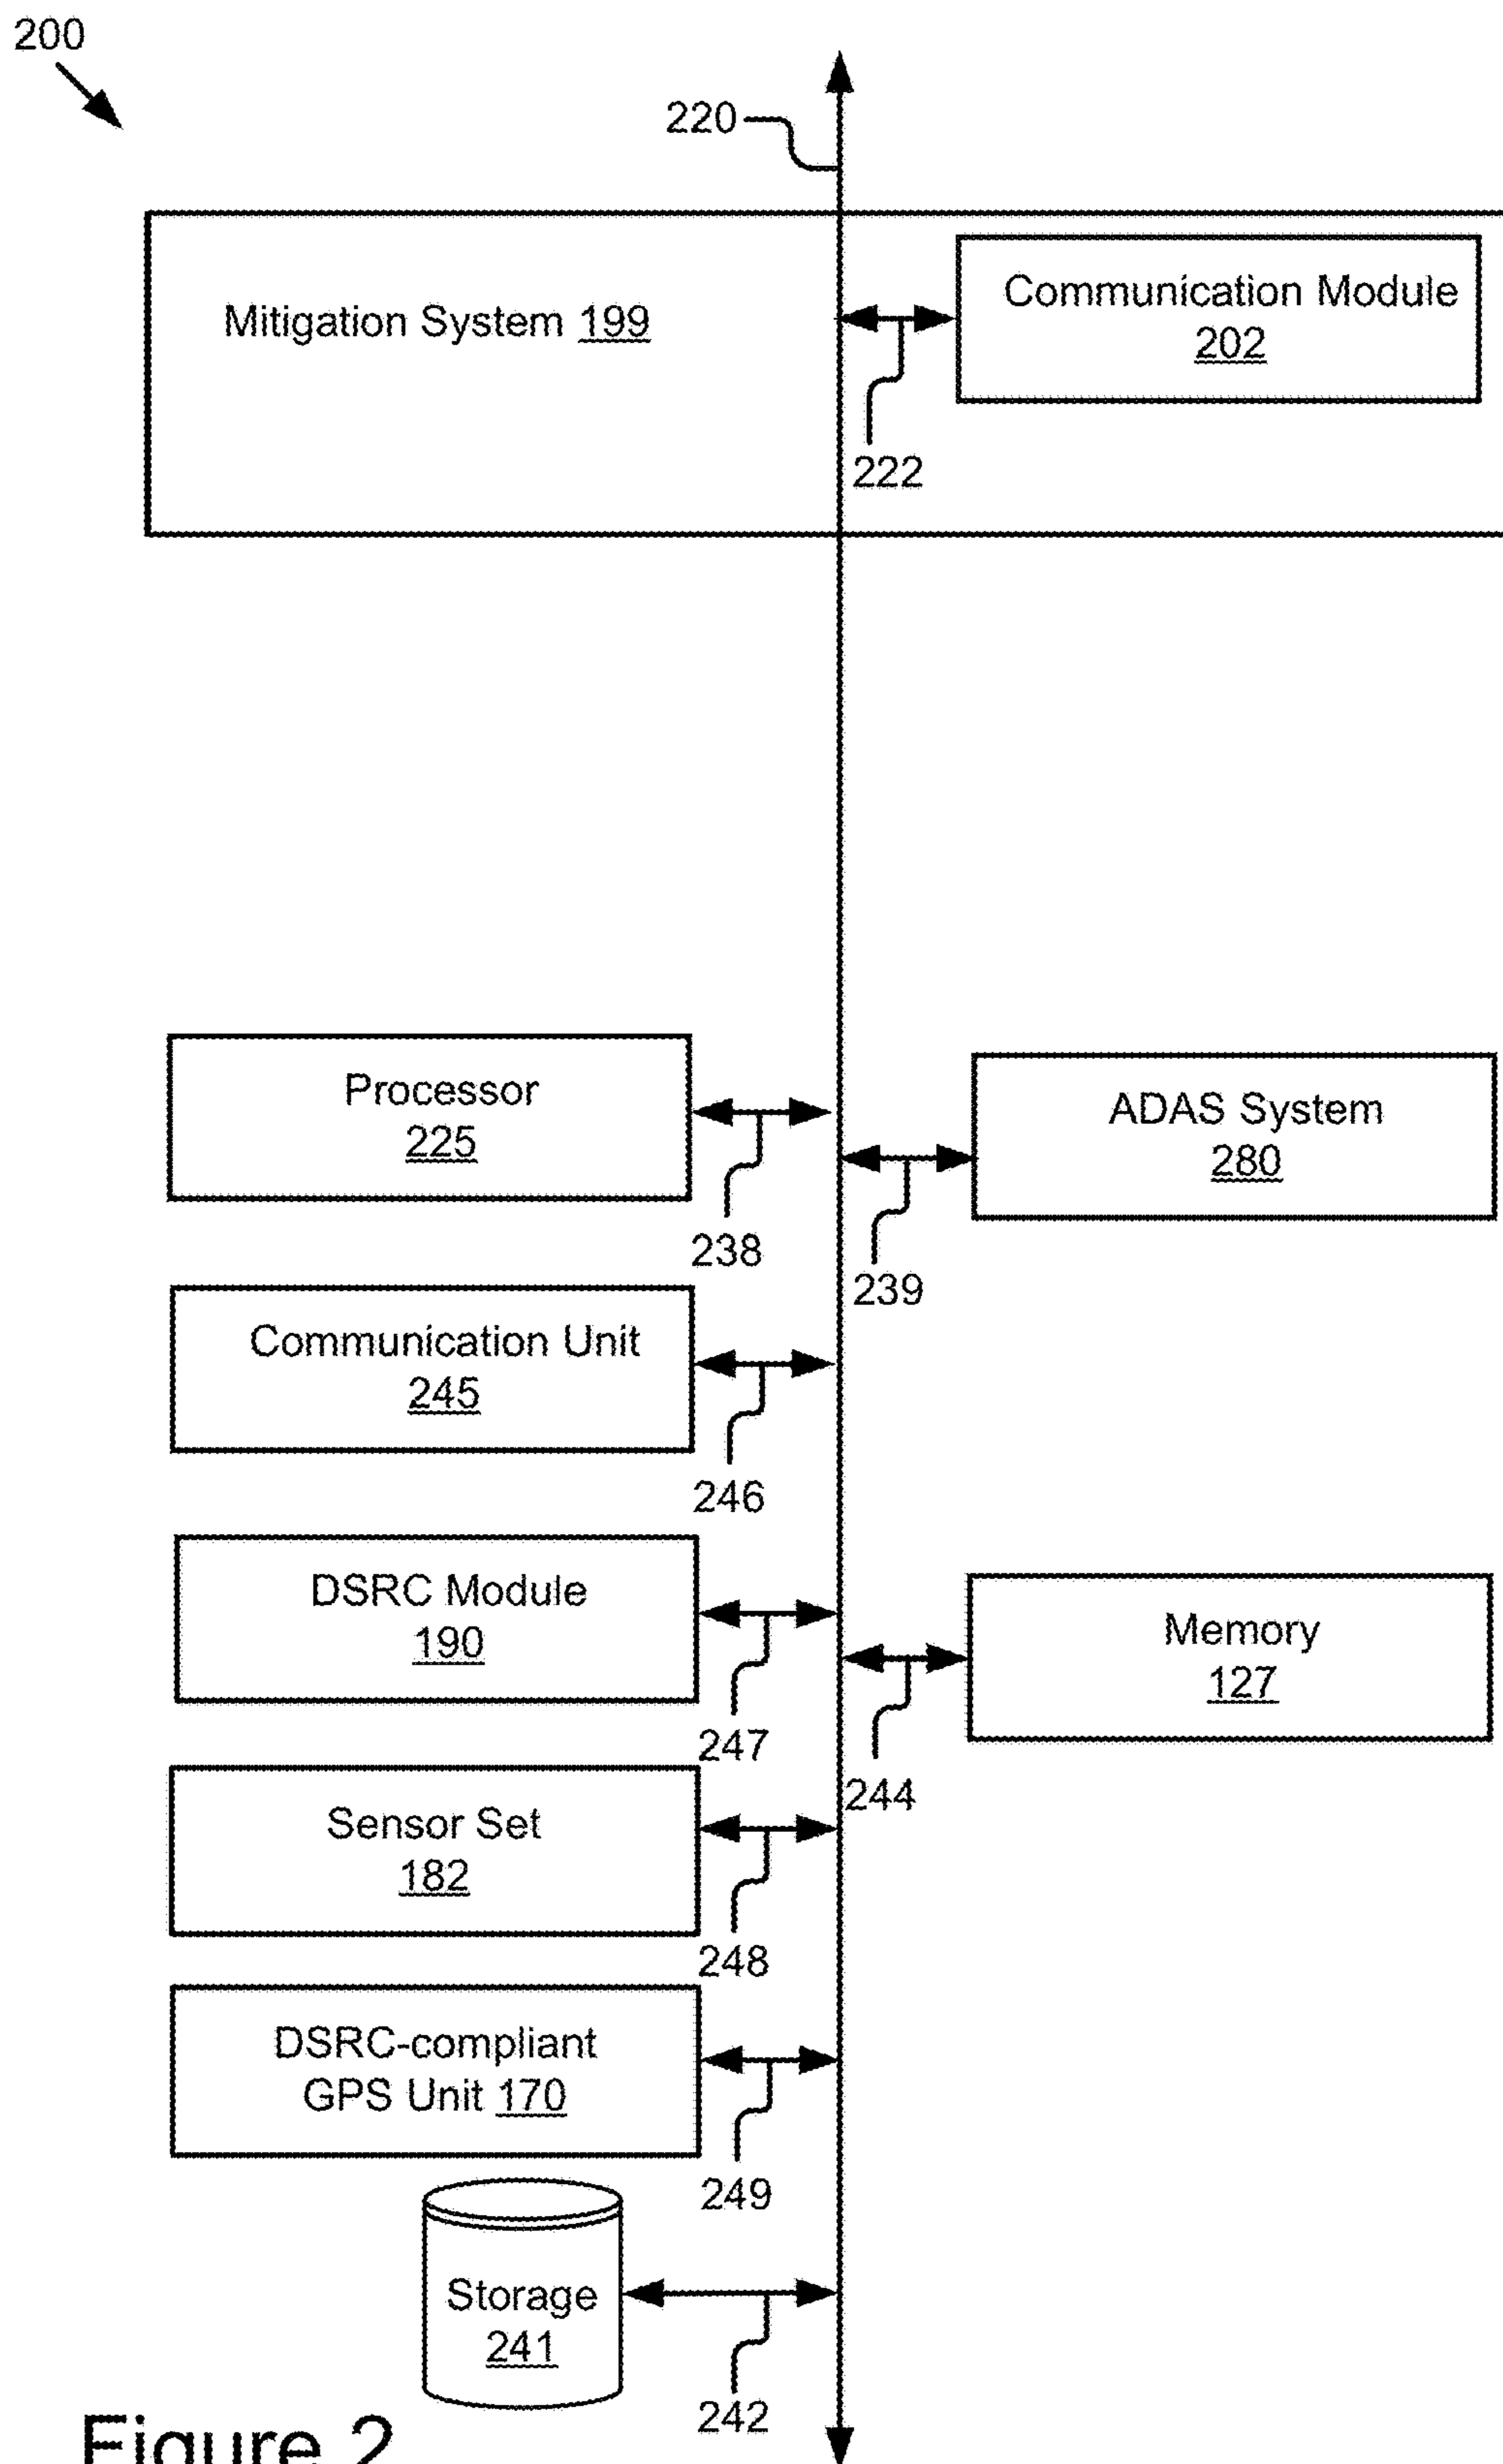 200
220
Mitigation System 199
Communication Module
202
222
Processor
225
ADAS System
280
238
239
Communication Unit
245
246
DSRC Module
190
Memory
127
247
244
Sensor Set
182
248
DSRC-compliant
GPS Unit 170
249
Storage
241
242
Figure 2